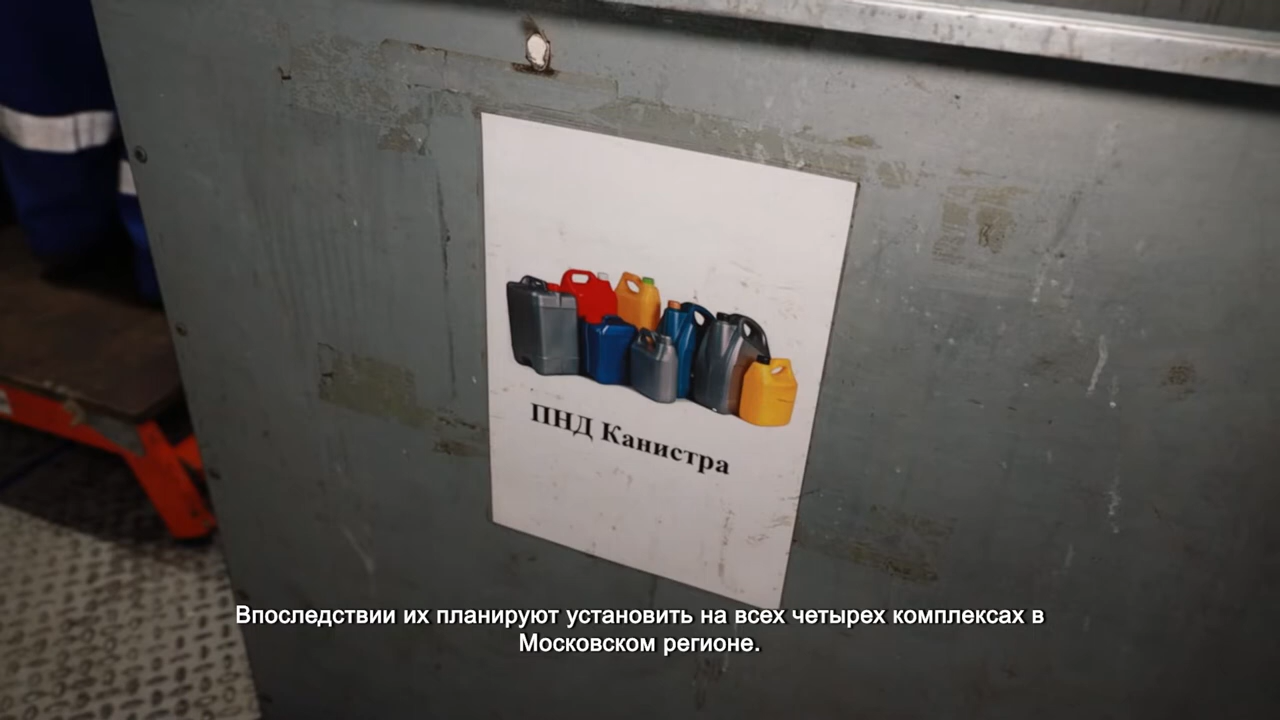 ПНД Канистра
Впоследствии их планируют установить на всех четырех комплексах в
Московском регионе.